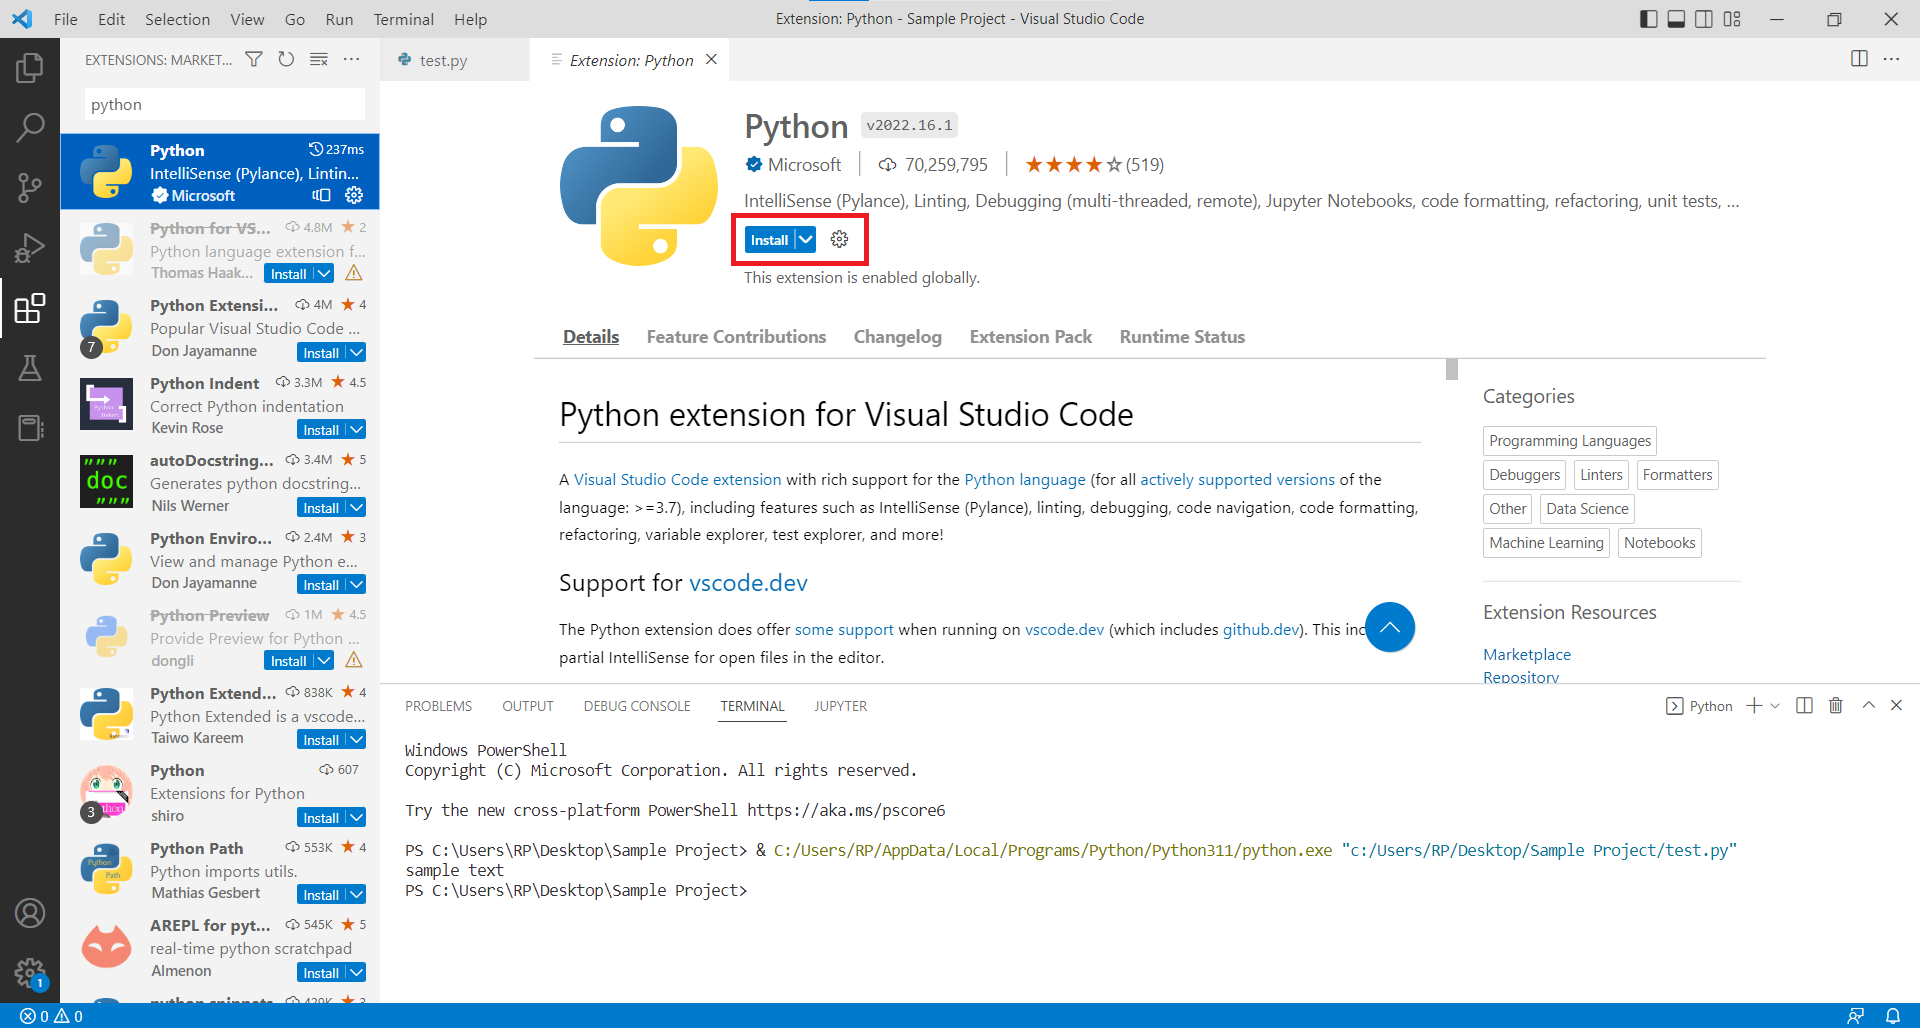 File Edit Selection View Go Run Terminal Help
Extension: Python - Sample Project - Visual Studio Code
EXTENSIONS: MARKET...
python
Python 237ms
IntelliSense (Pylance), Lintin...
Microsoft
Python for VS... 4.8M 2
Python language extension f...
Thomas Haak... Install
Python Extensi... 4M 4
Popular Visual Studio Code ...
7
Don Jayamanne Install
Python Indent 3.3M 4.5
Correct Python indentation
Kevin Rose Install
autoDocstring... 3.4M 5
""" doc """
Generates python docstring...
Nils Werner Install
Python Enviro... 2.4M 3
View and manage Python e...
Don Jayamanne Install
Python Preview 1M 4.5
Provide Preview for Python ...
dongli Install
Python Extend... 838K 4
Python Extended is a vscode...
Taiwo Kareem Install
Python 607
Extensions for Python
3
shiro Install
Python Path 553K 4
Python imports utils.
Mathias Gesbert Install
AREPL for pyt... 545K 5
real-time python scratchpad
Almenon Install
python snippets 429K 3
1
test.py
Extension: Python
Python v2022.16.1
Microsoft 70,259,795 (519)
IntelliSense (Pylance), Linting, Debugging (multi-threaded, remote), Jupyter Notebooks, code formatting, refactoring, unit tests, ...
Install
This extension is enabled globally.
Details Feature Contributions Changelog Extension Pack Runtime Status
Python extension for Visual Studio Code
A Visual Studio Code extension with rich support for the Python language (for all actively supported versions of the
language: >=3.7), including features such as IntelliSense (Pylance), linting, debugging, code navigation, code formatting,
refactoring, variable explorer, test explorer, and more!
Support for vscode.dev
The Python extension does offer some support when running on vscode.dev (which includes github.dev). This inc
partial IntelliSense for open files in the editor.
Categories
Programming Languages
Debuggers Linters Formatters
Other Data Science
Machine Learning Notebooks
Extension Resources
Marketplace
Repository
PROBLEMS OUTPUT DEBUG CONSOLE TERMINAL JUPYTER
Python
Windows PowerShell
Copyright (C) Microsoft Corporation. All rights reserved.
Try the new cross-platform PowerShell https://aka.ms/pscore6
PS C:\Users\RP\Desktop\Sample Project> & C:/Users/RP/AppData/Local/Programs/Python/Python311/python.exe "c:/Users/RP/Desktop/Sample Project/test.py"
sample text
PS C:\Users\RP\Desktop\Sample Project>
0 0